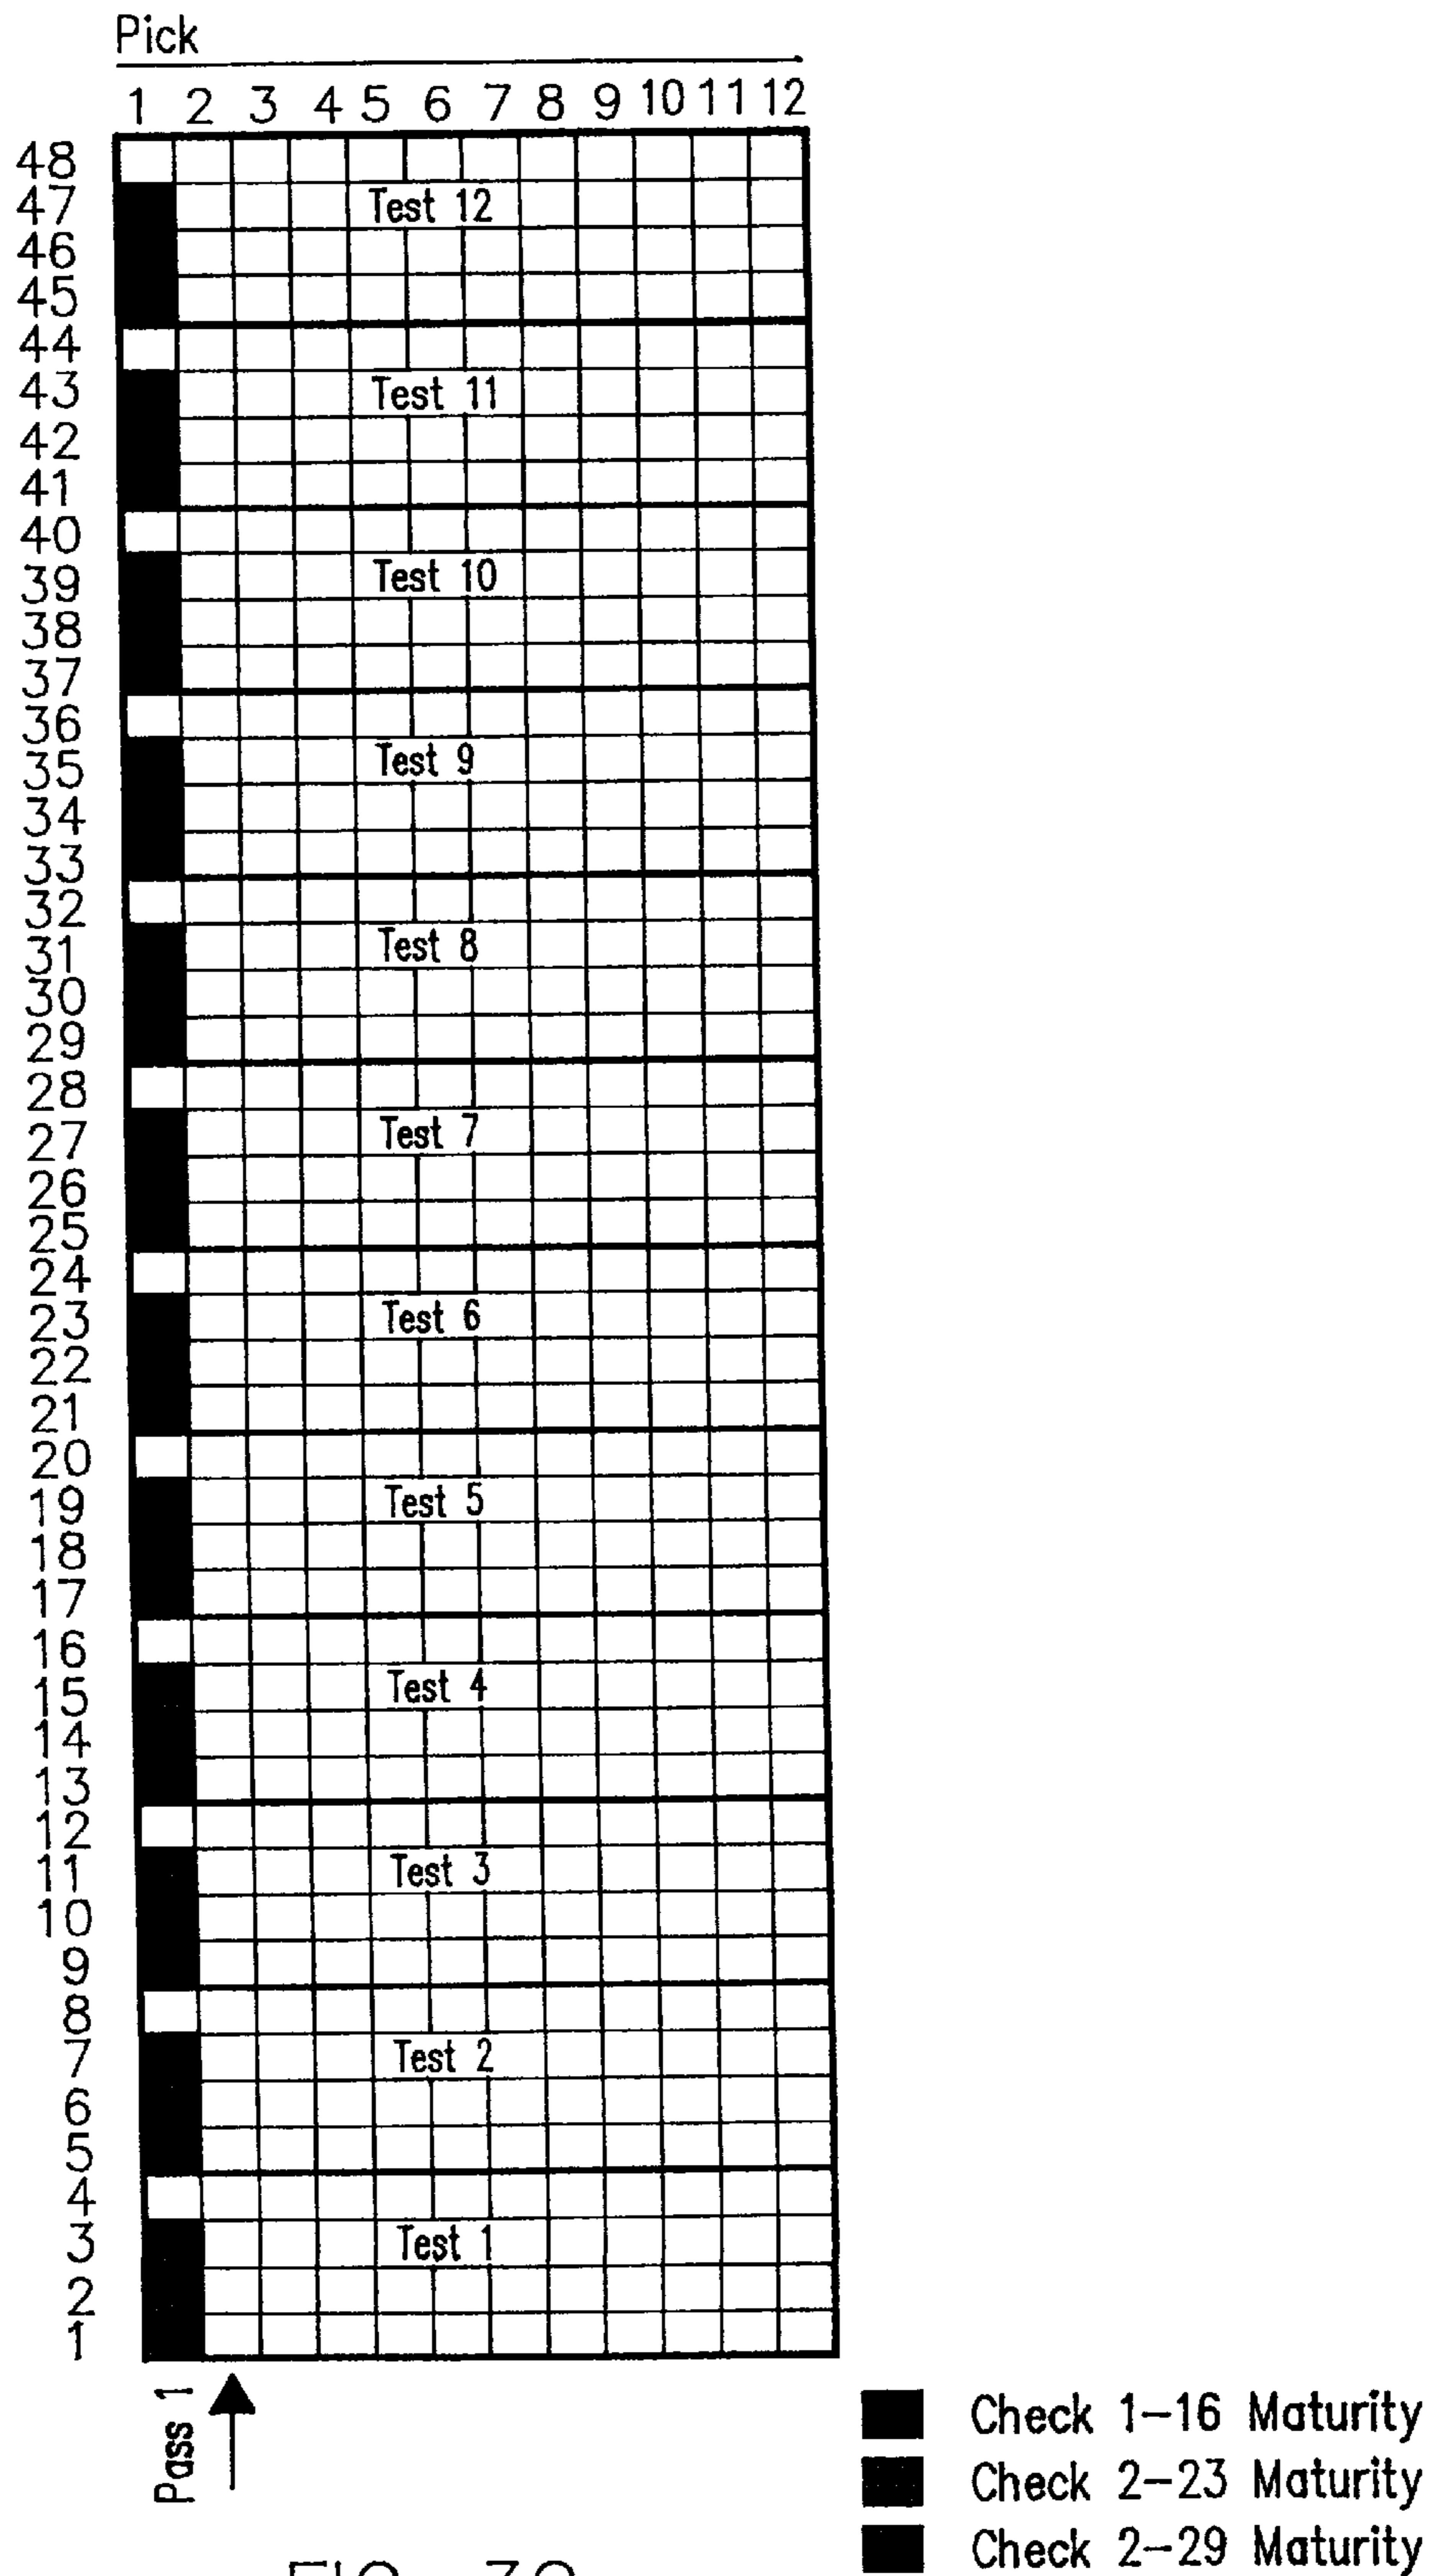 Pick
1 2 3 4 5 6 7 8 9 10 11 12
48
47 Test 12
46
45
44
43 Test 11
42
41
40
39 Test 10
38
37
36
35 Test 9
34
33
32
31 Test 8
30
29
28
27 Test 7
26
25
24
23 Test 6
22
21
20
19 Test 5
18
17
16
15 Test 4
14
13
12
11 Test 3
10
9
8
7 Test 2
6
5
4
3 Test 1
2
1
Pass 1
Check 1-16 Maturity
Check 2-23 Maturity
Check 2-29 Maturity